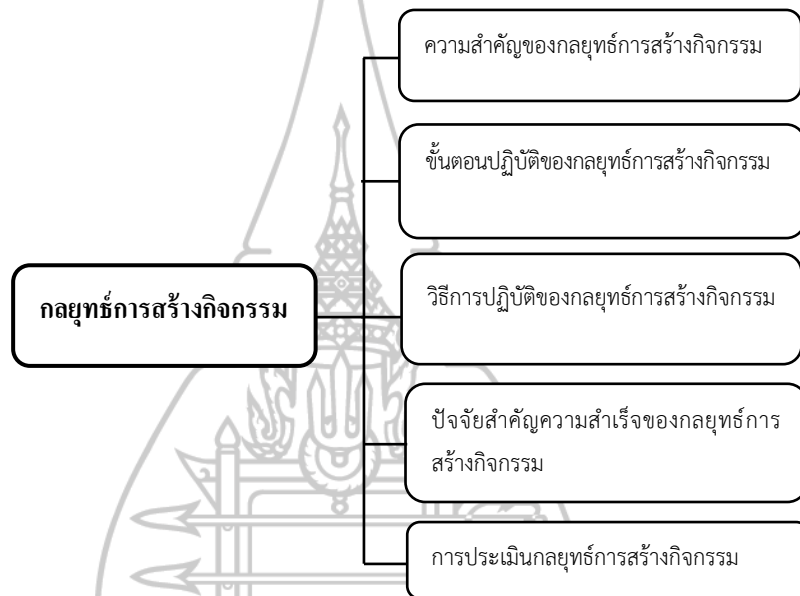 ความสำคัญของกลยุทธ์การสร้างกิจกรรม
ขั้นตอนปฏิบัติของกลยุทธ์การสร้างกิจกรรม
กลยุทธ์การสร้างกิจกรรม
วิธีการปฏิบัติของกลยุทธ์การสร้างกิจกรรม
ปัจจัยสำคัญความสำเร็จของกลยุทธ์การ
สร้างกิจกรรม
การประเมินกลยุทธ์การสร้างกิจกรรม